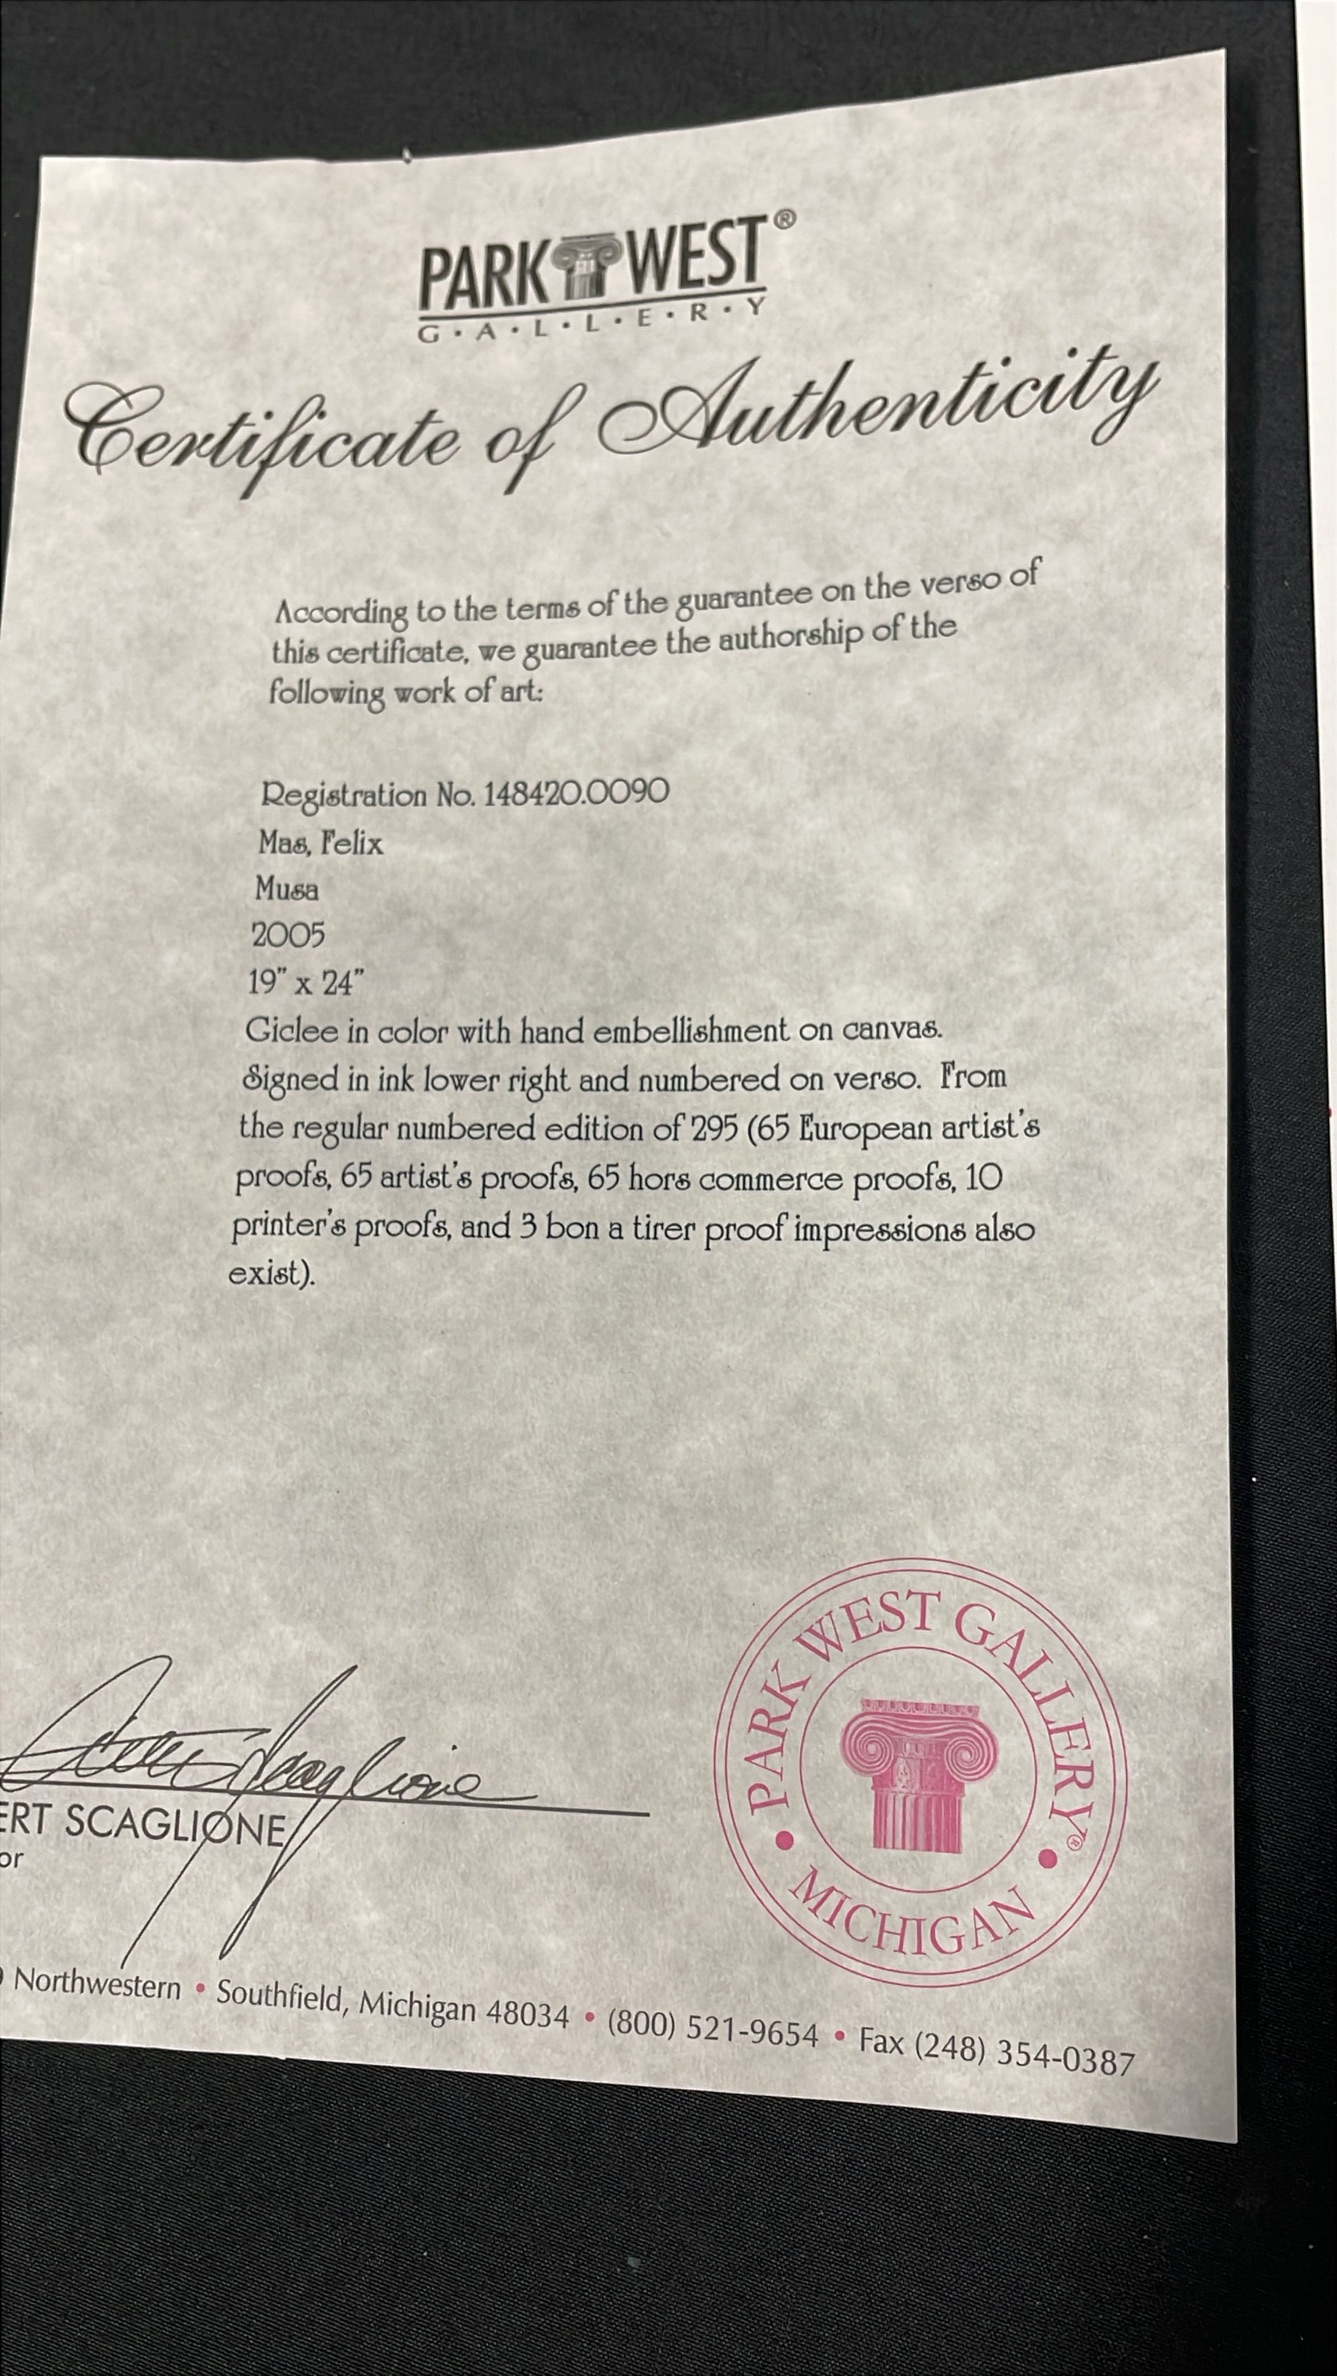 PARK WEST®
G·A·L·L·E·R·Y
Certificate of Authenticity
According to the terms of the guarantee on the verso of
this certificate, we guarantee the authorship of the
following work of art:
Registration No. 148420.0090
Mas, Felix
Musa
2005
19" x 24"
Giclee in color with hand embellishment on canvas.
Signed in ink lower right and numbered on verso. From
the regular numbered edition of 295 (65 European artist's
proofs, 65 artist's proofs, 65 hors commerce proofs, 10
printer's proofs, and 3 bon a tirer proof impressions also
exist).
ERT SCAGLIONE
or
PARK WEST GALLERY®
• MICHIGAN •
Northwestern • Southfield, Michigan 48034 • (800) 521-9654 • Fax (248) 354-0387